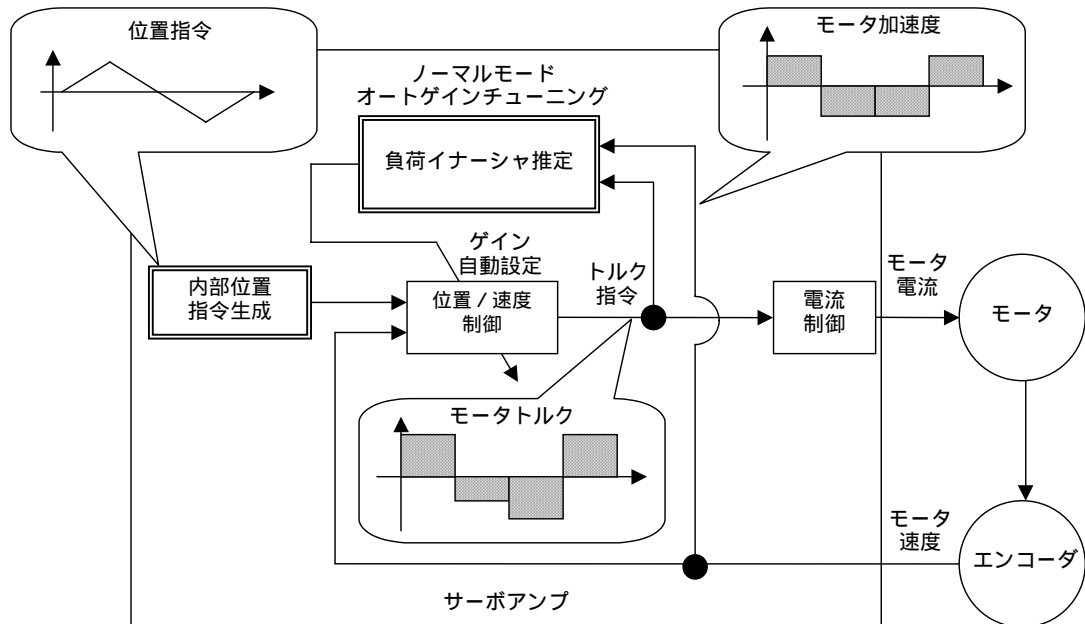 位置指令
モータ加速度
ノーマルモード
オートゲインチューニング
負荷イナーシャ推定
ゲイン
自動設定
内部位置
指令生成
位置/速度
制御
トルク
指令
電流
制御
モータ
電流
モータ
モータトルク
モータ
速度
エンコーダ
サーボアンプ